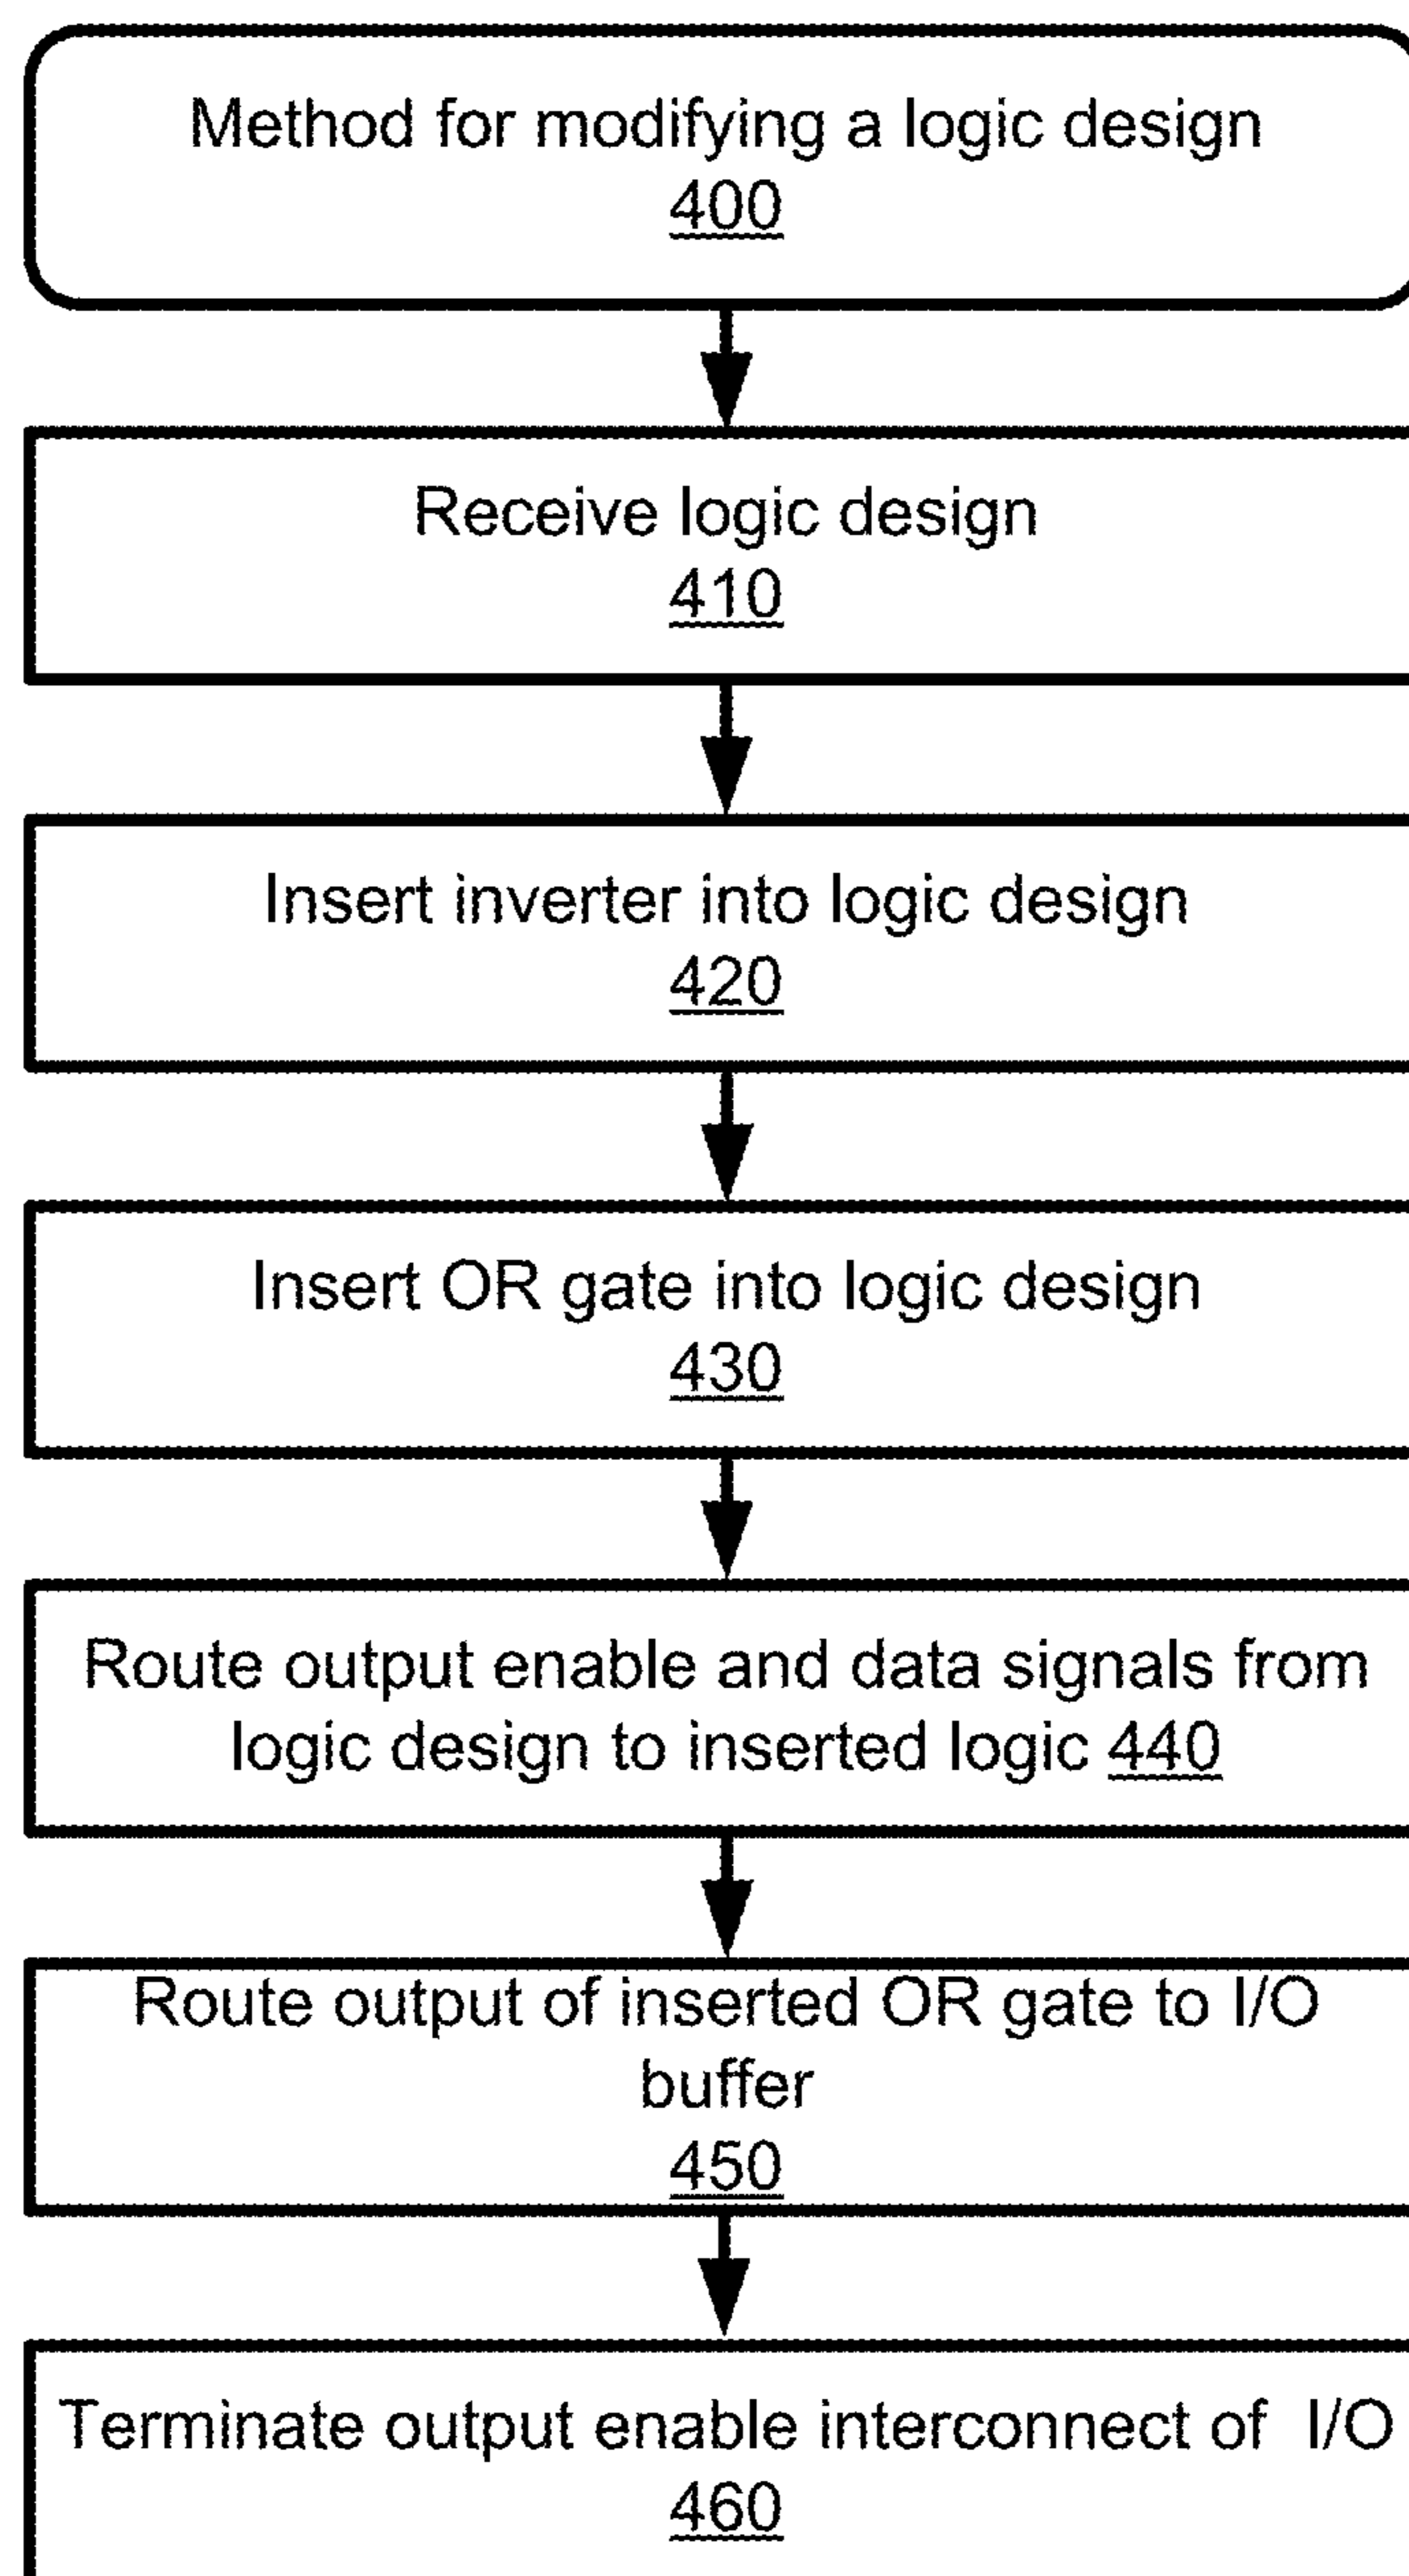 Method for modifying a logic design
400
Receive logic design
410
Insert inverter into logic design
420
Insert OR gate into logic design
430
Route output enable and data signals from
logic design to inserted logic 440
Route output of inserted OR gate to I/O
buffer
450
Terminate output enable interconnect of I/O
460